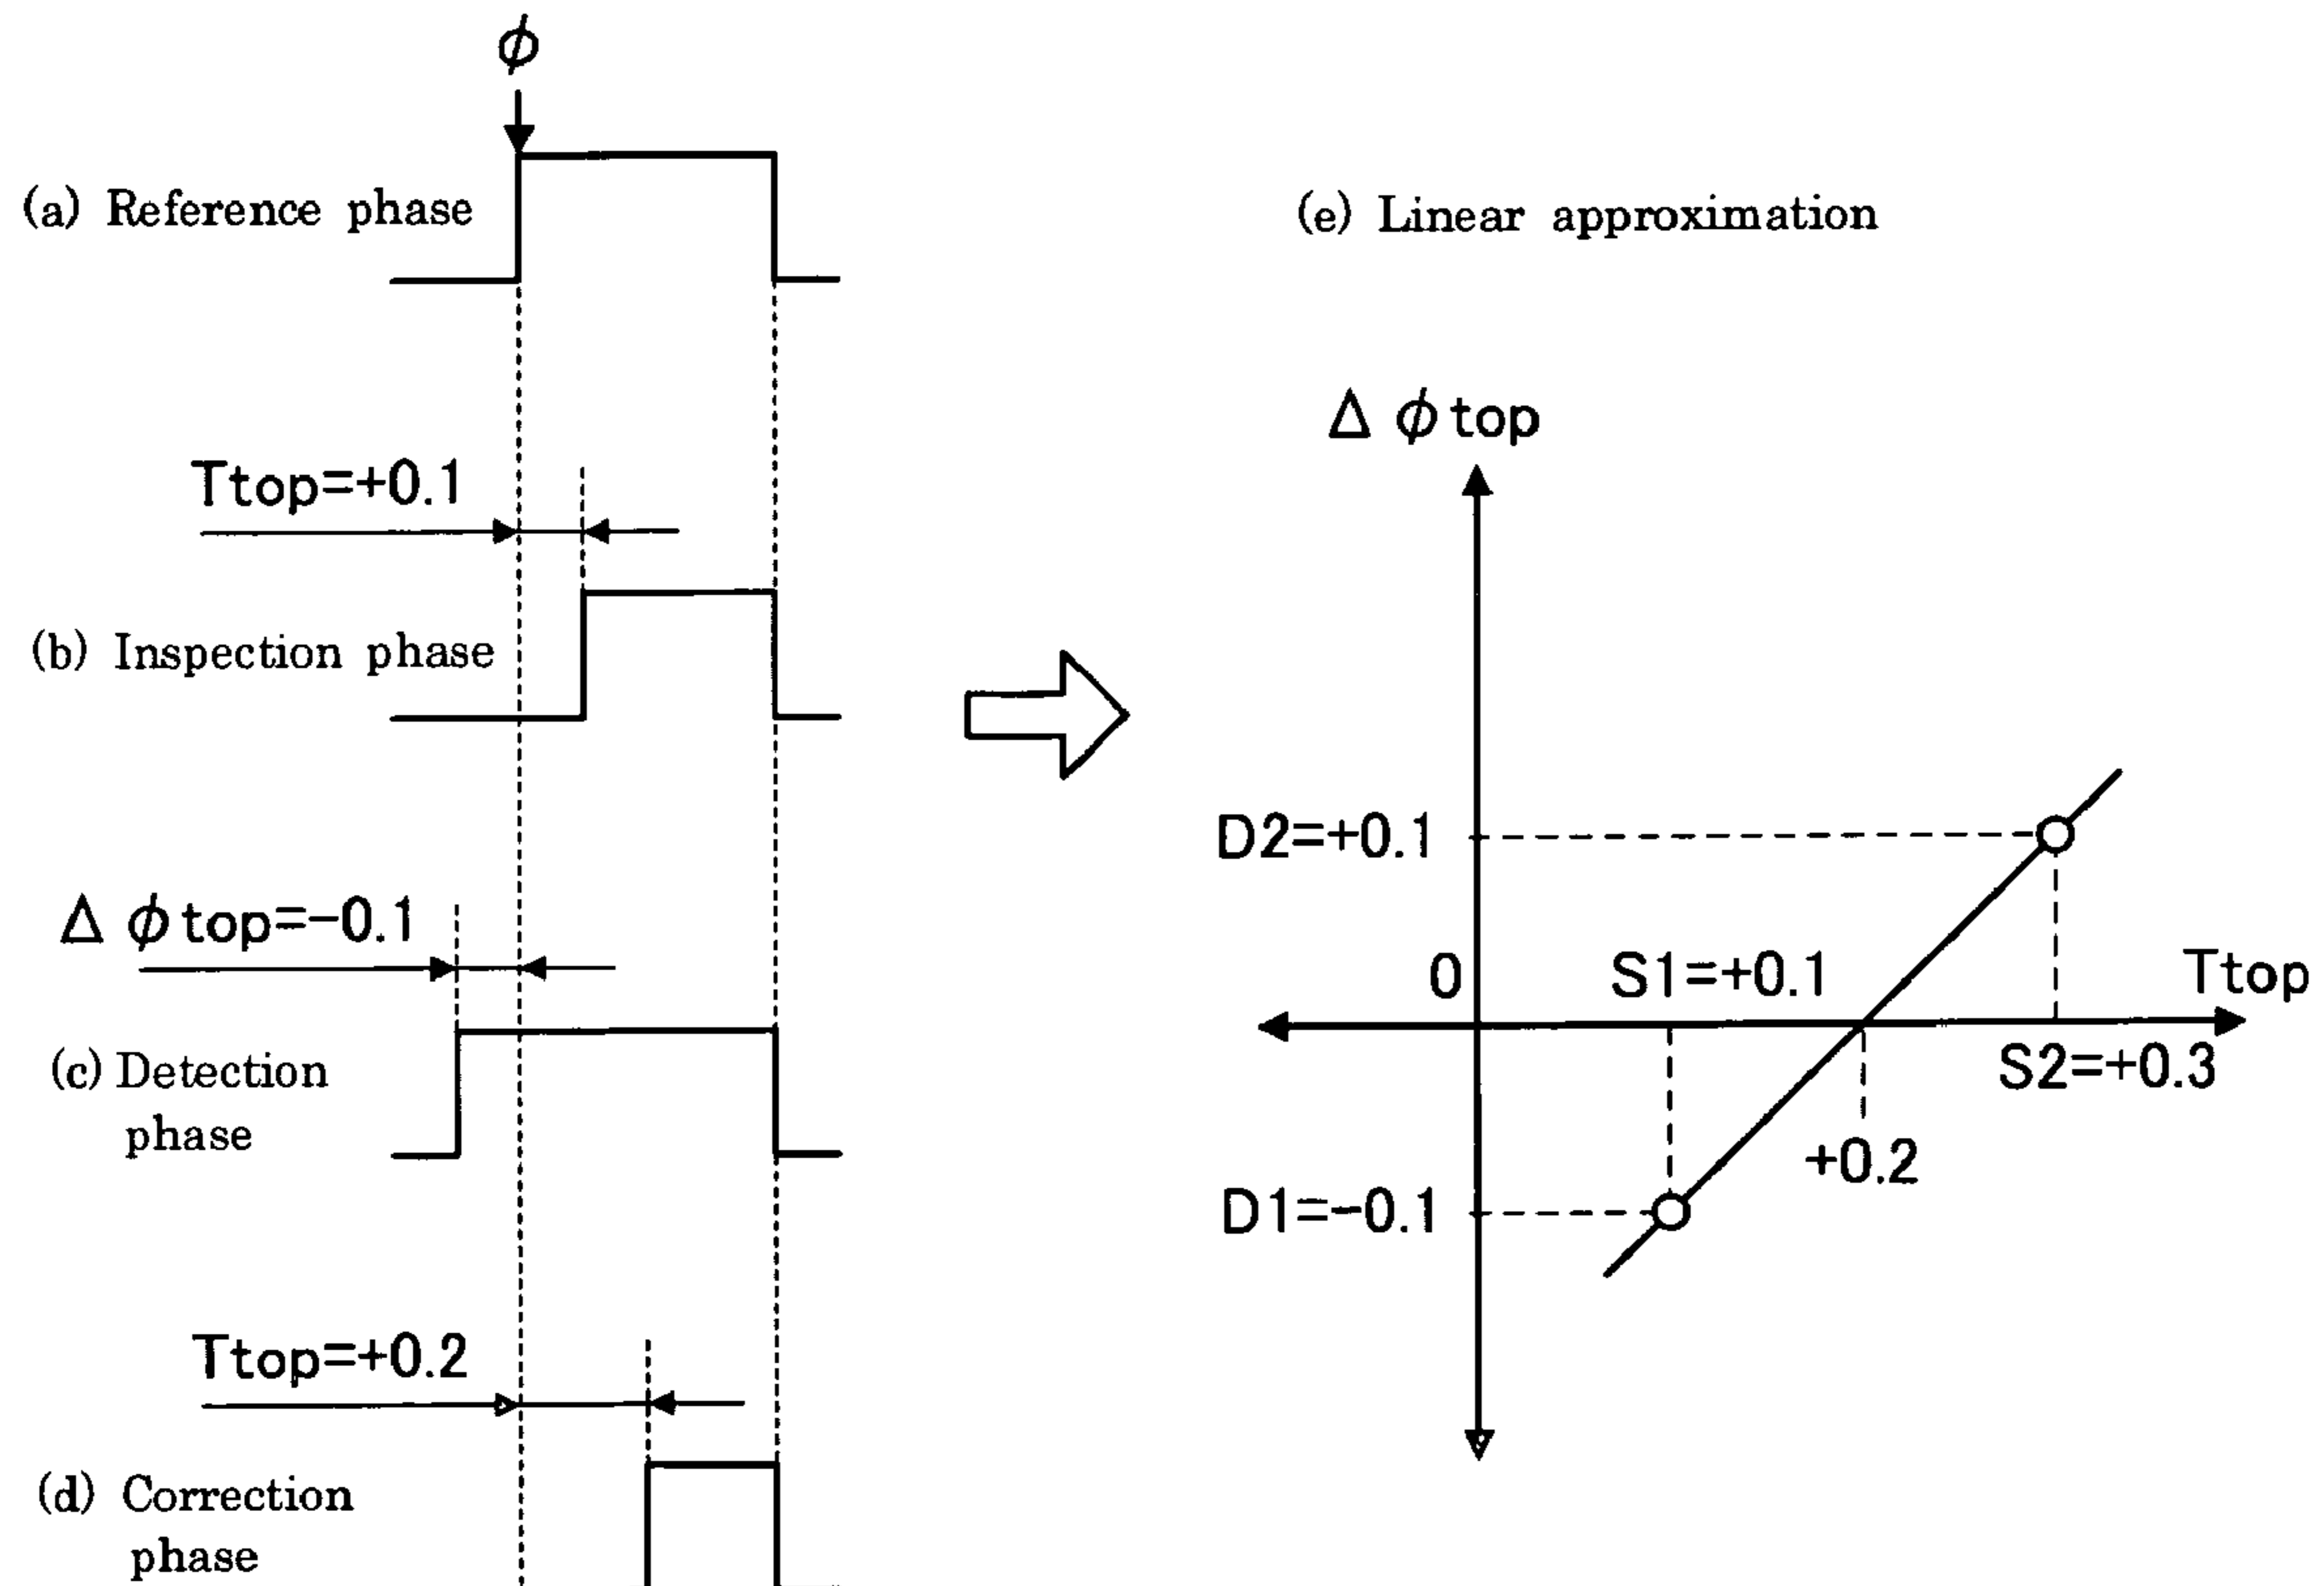 ϕ
(a) Reference phase
Ttop=+0.1
(b) Inspection phase
Δ ϕ top=-0.1
(c) Detection
phase
Ttop=+0.2
(d) Correction
phase
(e) Linear approximation
Δ ϕ top
D2=+0.1
0
S1=+0.1
Ttop
S2=+0.3
+0.2
D1=-0.1